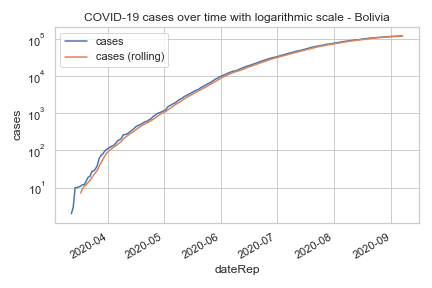 COVID-19 cases over time with logarithmic scale - Bolivia
cases
cases (rolling)
10^5
10^4
10^3
10^2
10^1
cases
2020-04
2020-05
2020-06
2020-07
2020-08
2020-09
dateRep